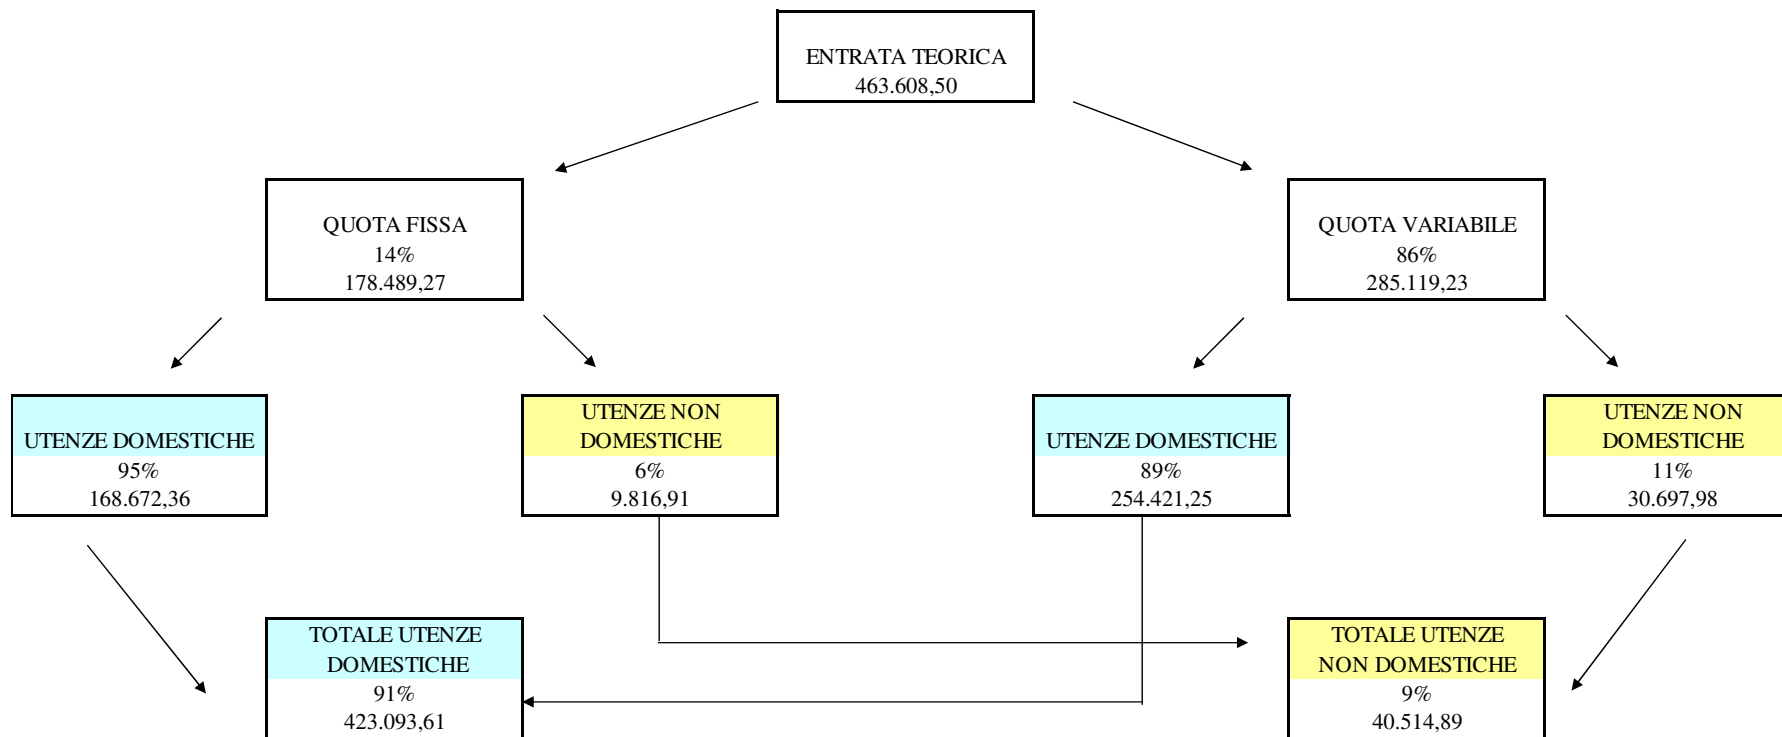 ENTRATA TEORICA
463.608,50
QUOTA FISSA
14%
178.489,27
QUOTA VARIABILE
86%
285.119,23
UTENZE DOMESTICHE
95%
168.672,36
UTENZE NON
DOMESTICHE
6%
9.816,91
UTENZE DOMESTICHE
89%
254.421,25
UTENZE NON
DOMESTICHE
11%
30.697,98
TOTALE UTENZE
DOMESTICHE
91%
423.093,61
TOTALE UTENZE
NON DOMESTICHE
9%
40.514,89